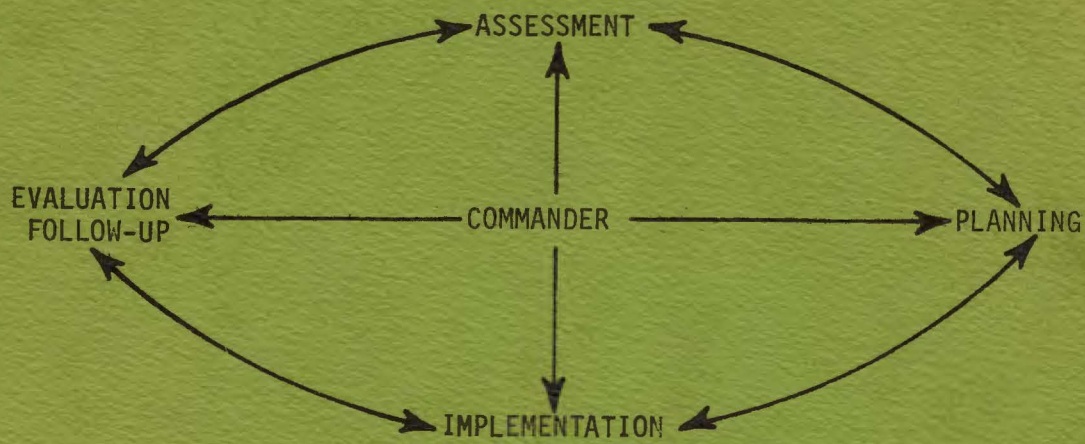 ASSESSMENT
EVALUATION
FOLLOW-UP
COMMANDER
PLANNING
IMPLEMENTATION